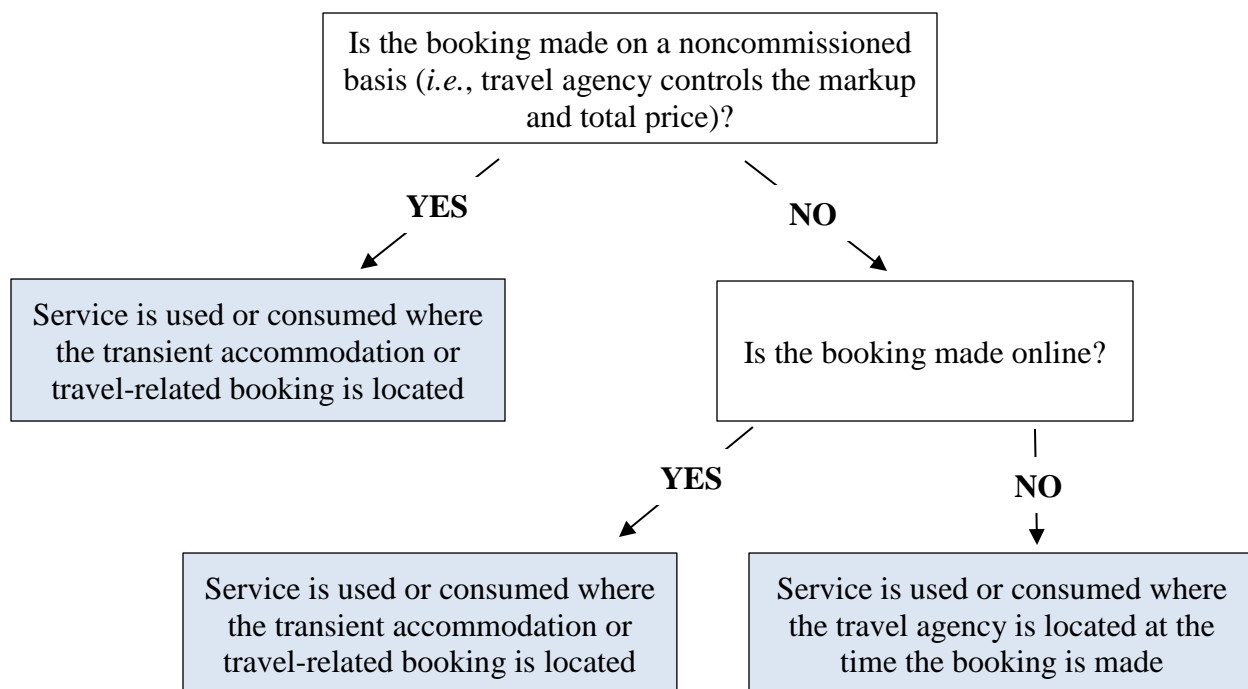 Is the booking made on a noncommissioned
basis (i.e., travel agency controls the markup
and total price)?
YES
NO
Service is used or consumed where
the transient accommodation or
travel-related booking is located
Is the booking made online?
YES
NO
Service is used or consumed where
the transient accommodation or
travel-related booking is located
Service is used or consumed where
the travel agency is located at the
time the booking is made